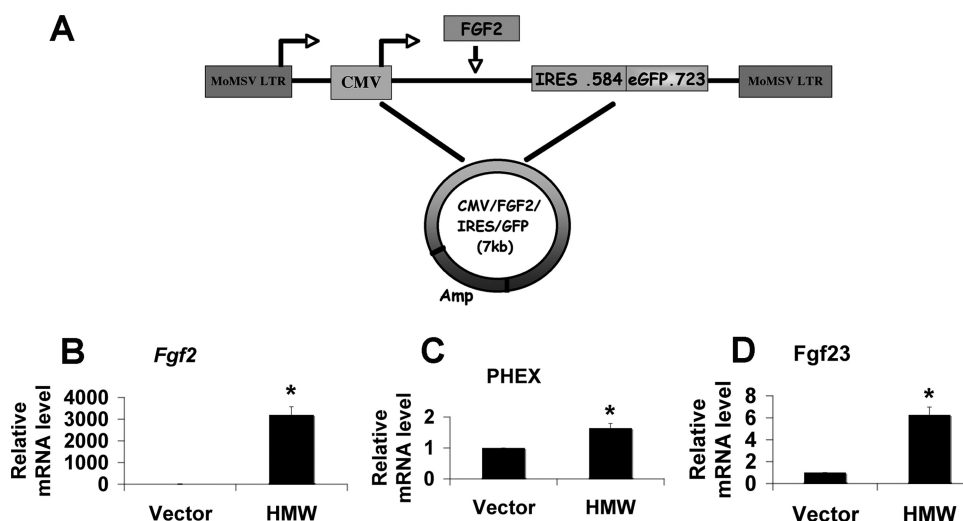 A
FGF2
MoMSV LTR
CMV
IRES .584
eGFP.723
MoMSV LTR
CMV/FGF2/
IRES/GFP
(7kb)
Amp
B
Fgf2
Relative
mRNA level
4000
3000
2000
1000
0
*
Vector
HMW
C
PHEX
Relative
mRNA level
2
1
0
*
Vector
HMW
D
Fgf23
Relative
mRNA level
8
6
4
2
0
*
Vector
HMW